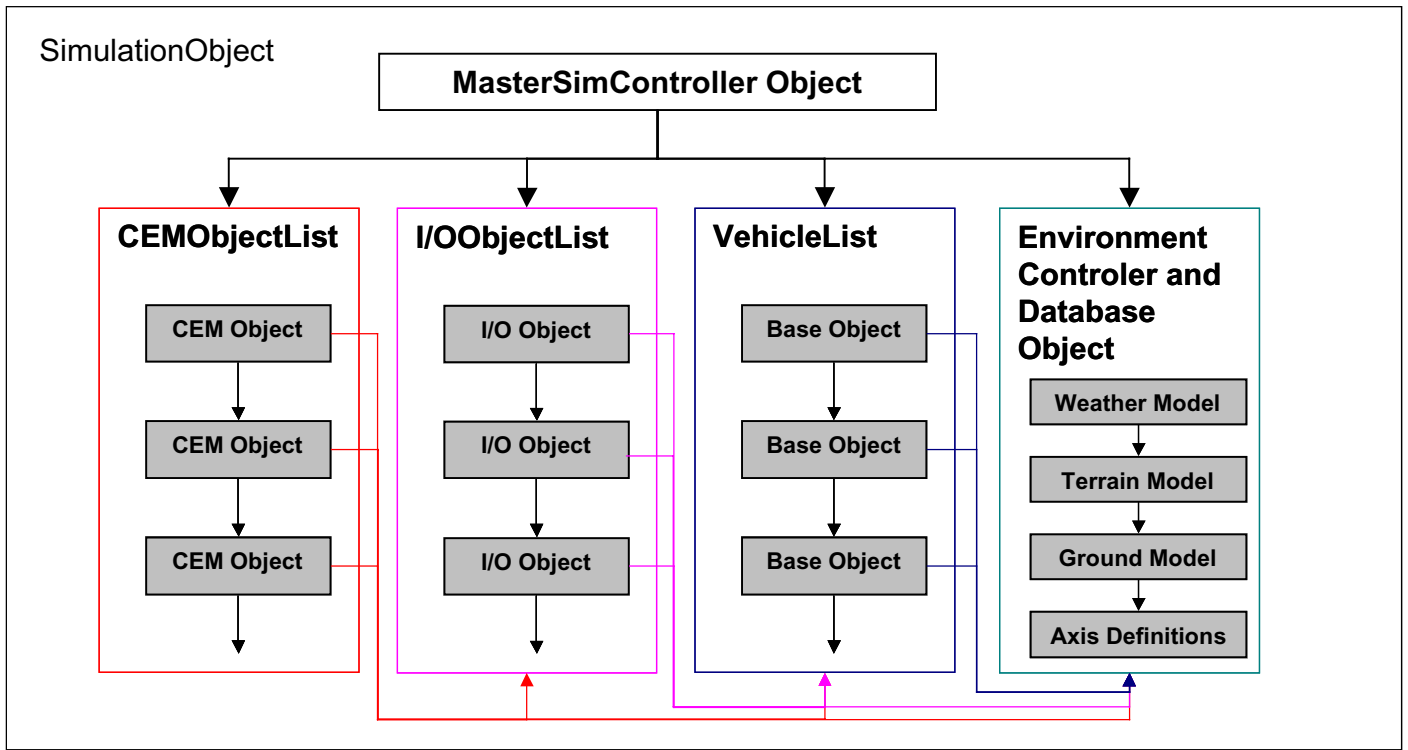 SimulationObject
MasterSimController Object
CEMObjectList
CEM Object
CEM Object
CEM Object
I/OObjectList
I/O Object
I/O Object
I/O Object
VehicleList
Base Object
Base Object
Base Object
Environment
Controler and
Database
Object
Weather Model
Terrain Model
Ground Model
Axis Definitions